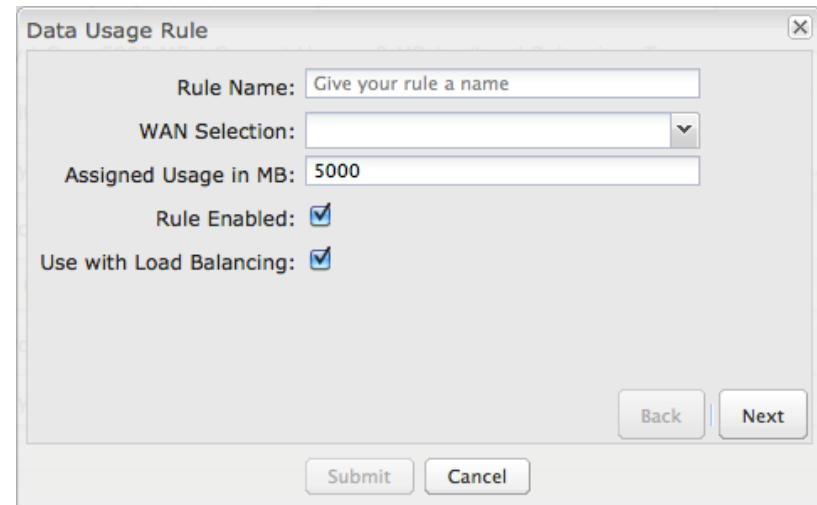 Data Usage Rule
Rule Name: Give your rule a name
WAN Selection:
Assigned Usage in MB: 5000
Rule Enabled:
Use with Load Balancing:
Back Next
Submit Cancel